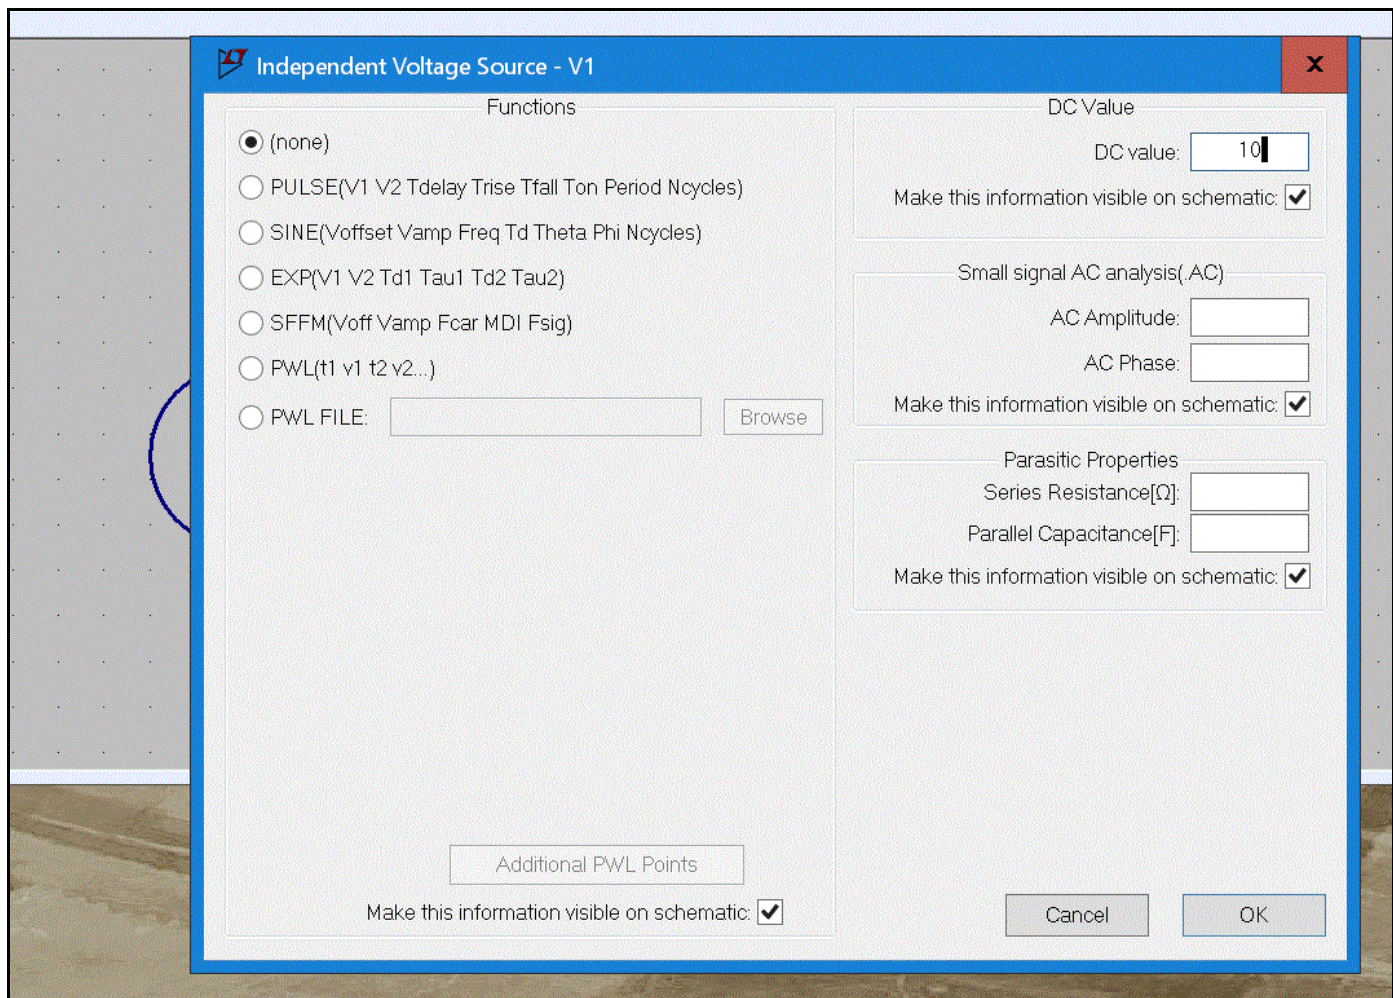 Independent Voltage Source - V1
X
Functions
(none)
PULSE(V1 V2 Tdelay Trise Tfall Ton Period Ncycles)
SINE(Voffset Vamp Freq Td Theta Phi Ncycles)
EXP(V1 V2 Td1 Tau1 Td2 Tau2)
SFFM(Voff Vamp Fcar MDI Fsig)
PWL(t1 v1 t2 v2...)
PWL FILE:
Browse
Additional PWL Points
Make this information visible on schematic:
DC Value
DC value: 10
Make this information visible on schematic:
Small signal AC analysis(.AC)
AC Amplitude:
AC Phase:
Make this information visible on schematic:
Parasitic Properties
Series Resistance[Ω]:
Parallel Capacitance[F]:
Make this information visible on schematic:
Cancel
OK